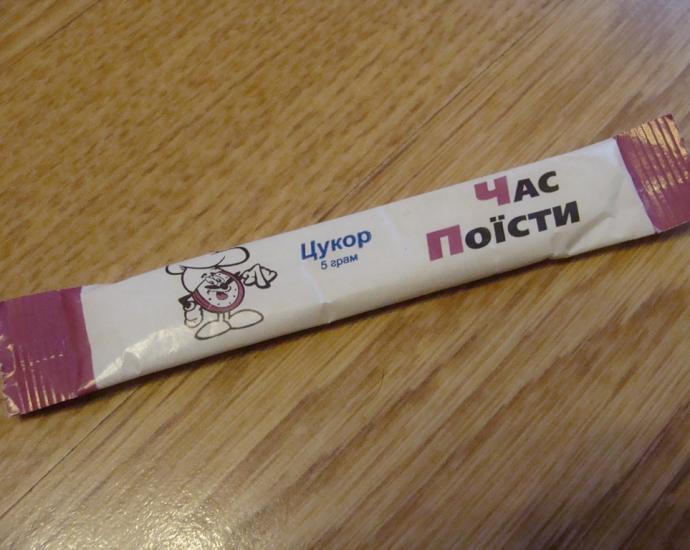 Цукор
5 грам
Час
Поїсти